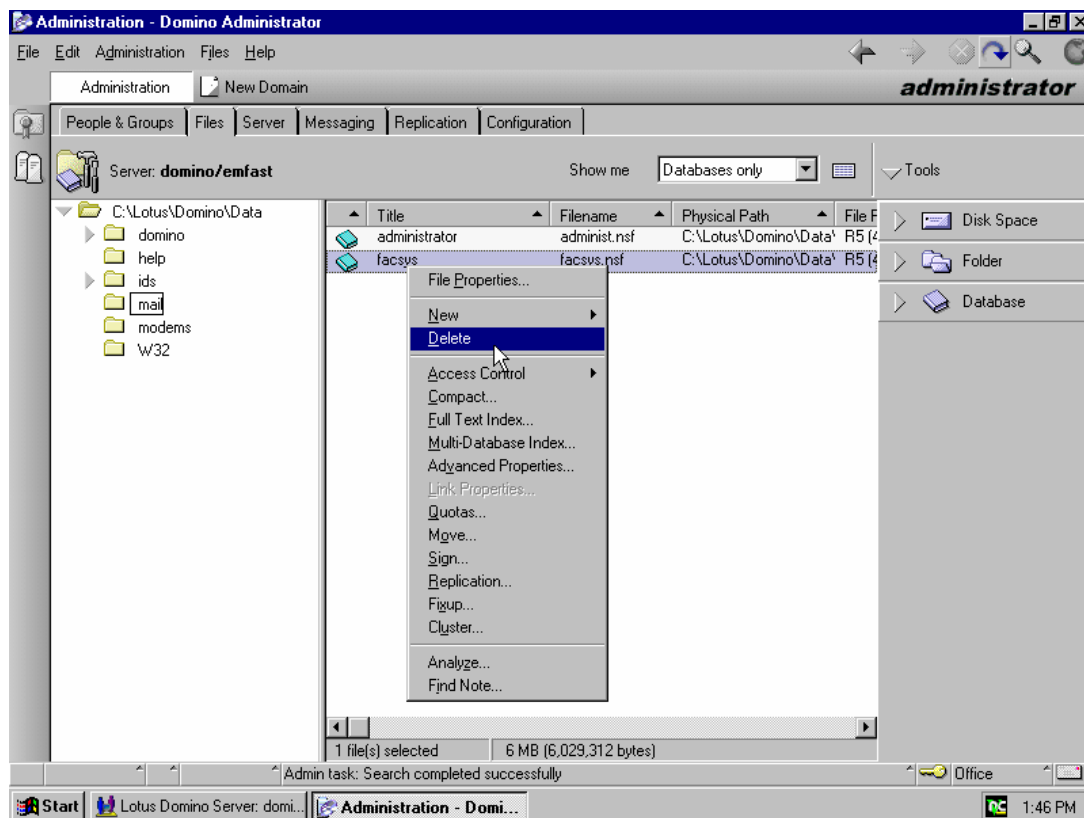 Administration - Domino Administrator
File Edit Administration Files Help
Administration New Domain administrator
People & Groups Files Server Messaging Replication Configuration
Server: domino/emfast Show me Databases only Tools
C:\Lotus\Domino\Data
domino
help
ids
mail
modems
W32
Title Filename Physical Path File F
administrator administ.nsf C:\Lotus\Domino\Data\ R5 (4
facsys facsys.nsf C:\Lotus\Domino\Data\ R5 (4
File Properties...
New
Delete
Access Control
Compact...
Full Text Index...
Multi-Database Index...
Advanced Properties...
Link Properties...
Quotas...
Move...
Sign...
Replication...
Fixup...
Cluster...
Analyze...
Find Note...
Disk Space
Folder
Database
1 file(s) selected 6 MB (6,029,312 bytes)
Admin task: Search completed successfully Office
Start Lotus Domino Server: domi... Administration - Domi... 1:46 PM